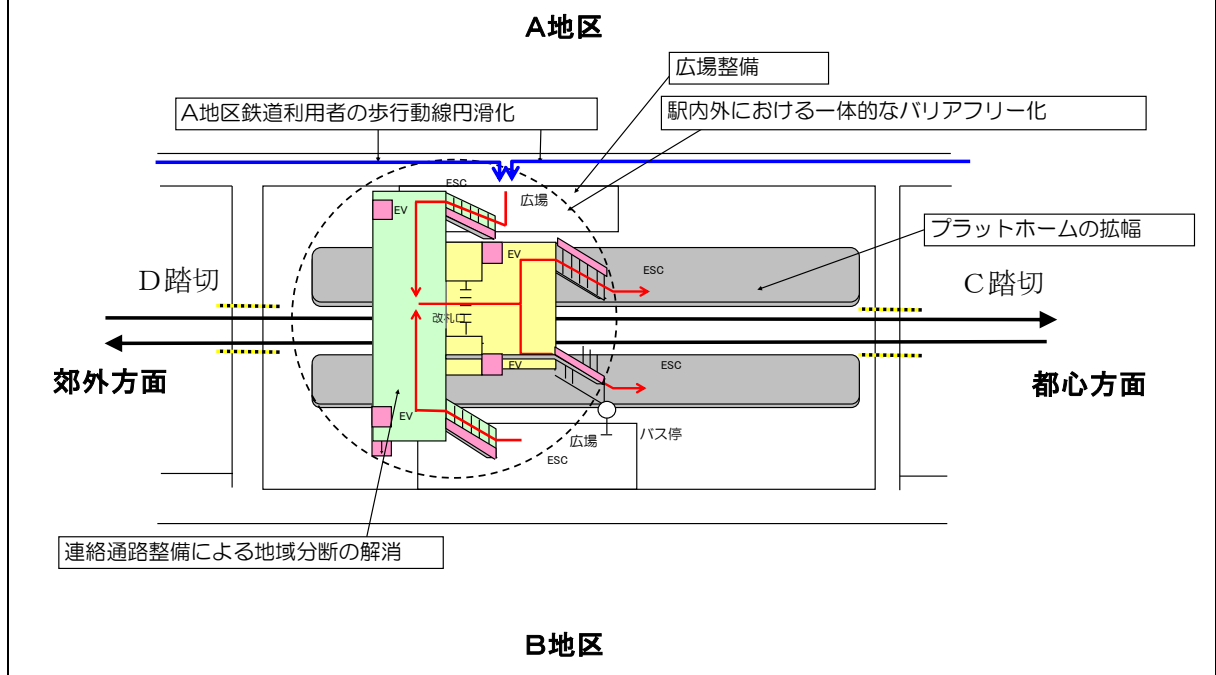 A地区
広場整備
A地区鉄道利用者の歩行動線円滑化
駅内外における一体的なバリアフリー化
ESC
広場
EV
プラットホームの拡幅
EV
ESC
D踏切
C踏切
改札口
郊外方面
都心方面
EV
ESC
EV
バス停
広場
ESC
連絡通路整備による地域分断の解消
B地区